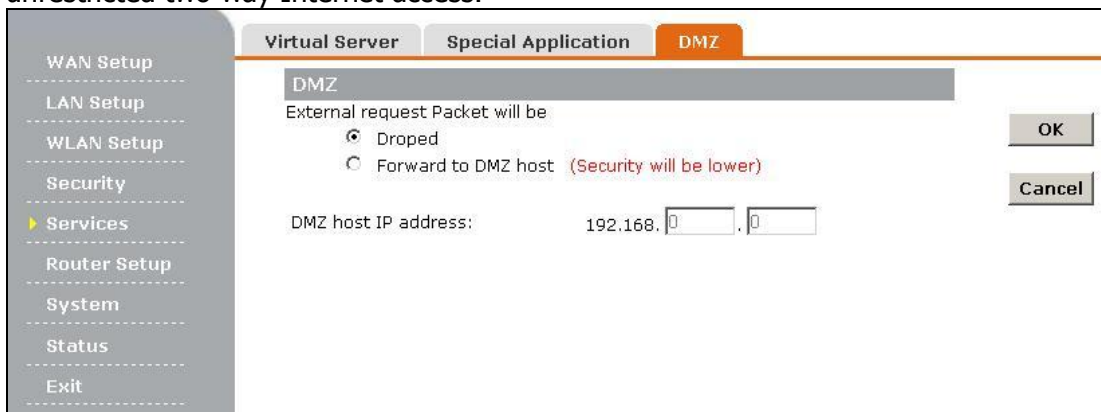 unrestricted two-way Internet access.
Virtual Server Special Application DMZ
WAN Setup
LAN Setup
WLAN Setup
Security
Services
Router Setup
System
Status
Exit
DMZ
External request Packet will be
Droped
Forward to DMZ host (Security will be lower)
DMZ host IP address: 192.168. 0 . 0
OK
Cancel